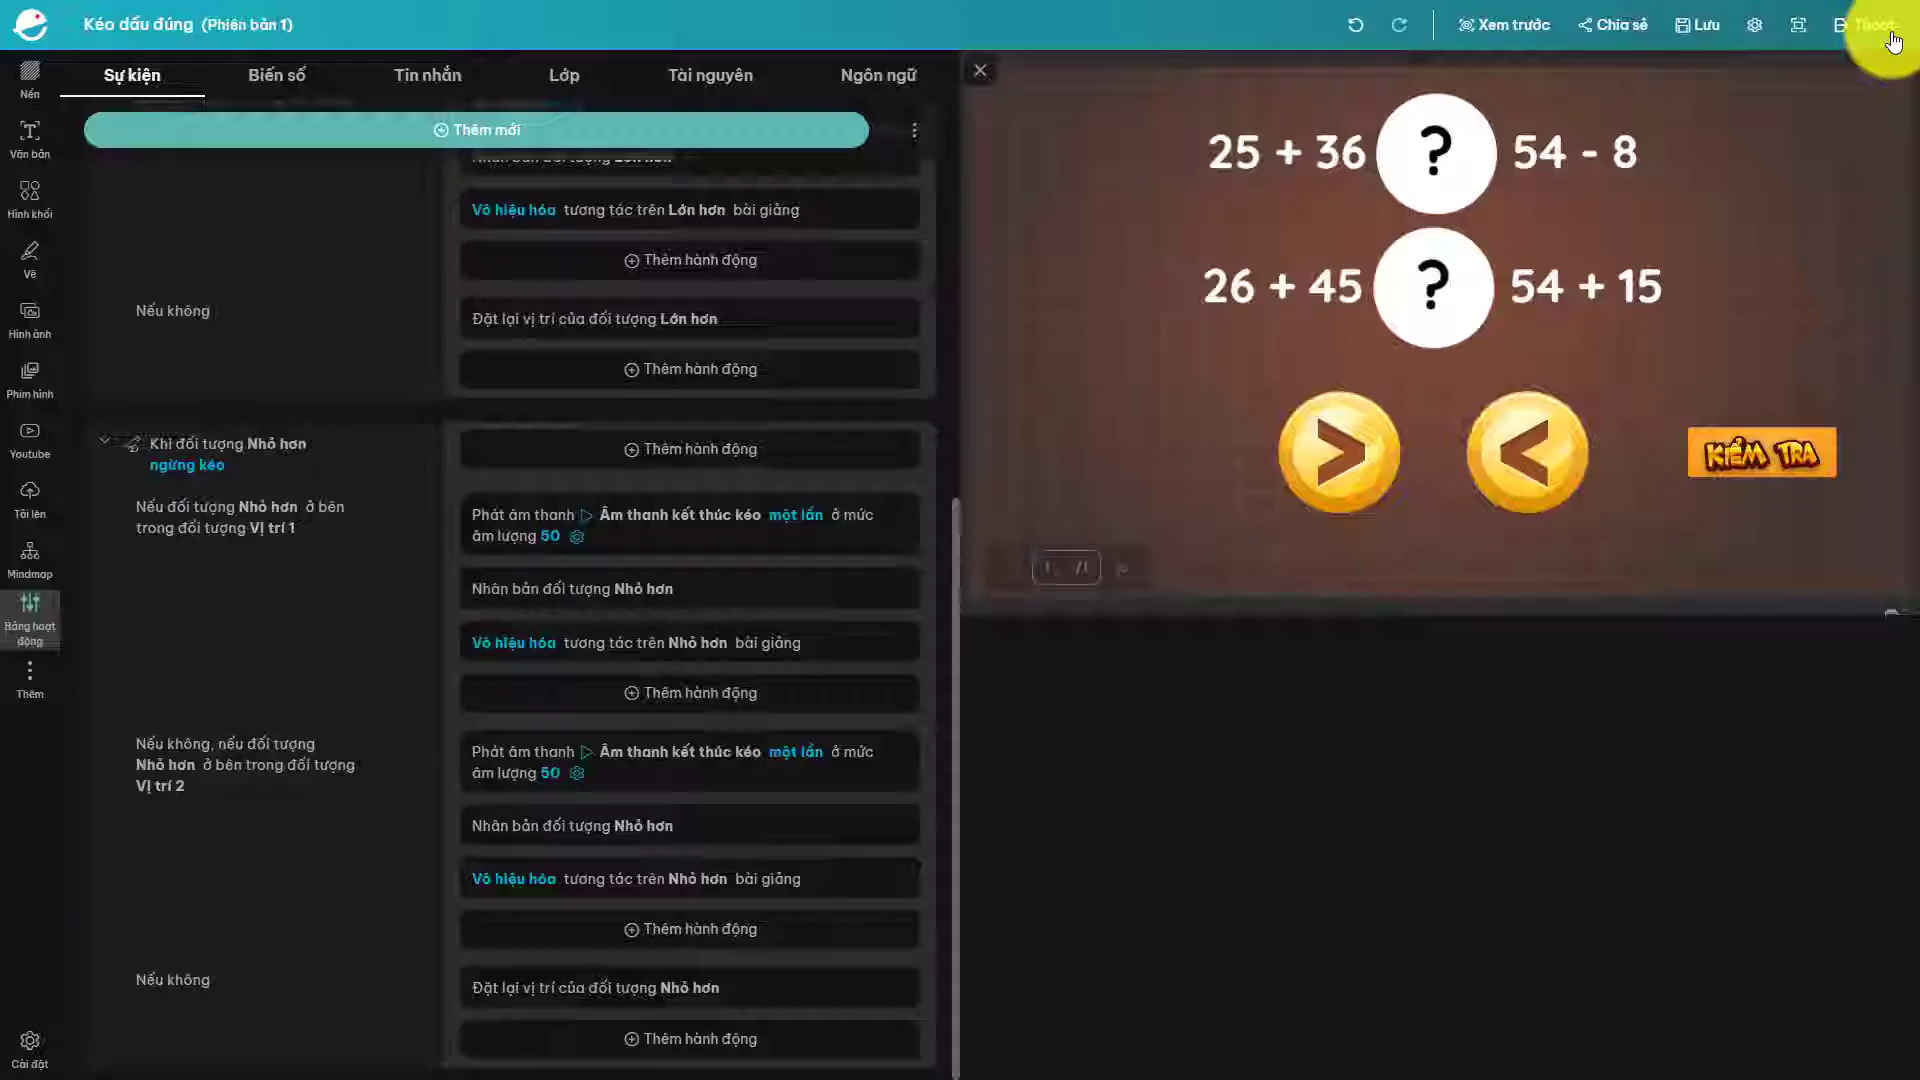 Kéo dấu đúng (Phiên bản 1)
Xem trước
Chia sẻ
Lưu
Thoát
Nền
Văn bản
Hình khối
Vẽ
Hình ảnh
Phim hình
Youtube
Tải lên
Mindmap
Bảng hoạt
động
Thêm
Cài đặt
Sự kiện
Biến số
Tin nhắn
Lớp
Tài nguyên
Ngôn ngữ
Thêm mới
Nhân bản đối tượng Lớn hơn
Vô hiệu hóa tương tác trên Lớn hơn bài giảng
Thêm hành động
Nếu không
Đặt lại vị trí của đối tượng Lớn hơn
Thêm hành động
Khi đối tượng Nhỏ hơn
ngừng kéo
Thêm hành động
Nếu đối tượng Nhỏ hơn ở bên
trong đối tượng Vị trí 1
Phát âm thanh Âm thanh kết thúc kéo một lần ở mức
âm lượng 50
Nhân bản đối tượng Nhỏ hơn
Vô hiệu hóa tương tác trên Nhỏ hơn bài giảng
Thêm hành động
Nếu không, nếu đối tượng
Nhỏ hơn ở bên trong đối tượng
Vị trí 2
Phát âm thanh Âm thanh kết thúc kéo một lần ở mức
âm lượng 50
Nhân bản đối tượng Nhỏ hơn
Vô hiệu hóa tương tác trên Nhỏ hơn bài giảng
Thêm hành động
Nếu không
Đặt lại vị trí của đối tượng Nhỏ hơn
Thêm hành động
25 + 36 ? 54 - 8
26 + 45 ? 54 + 15
> <
KIỂM TRA